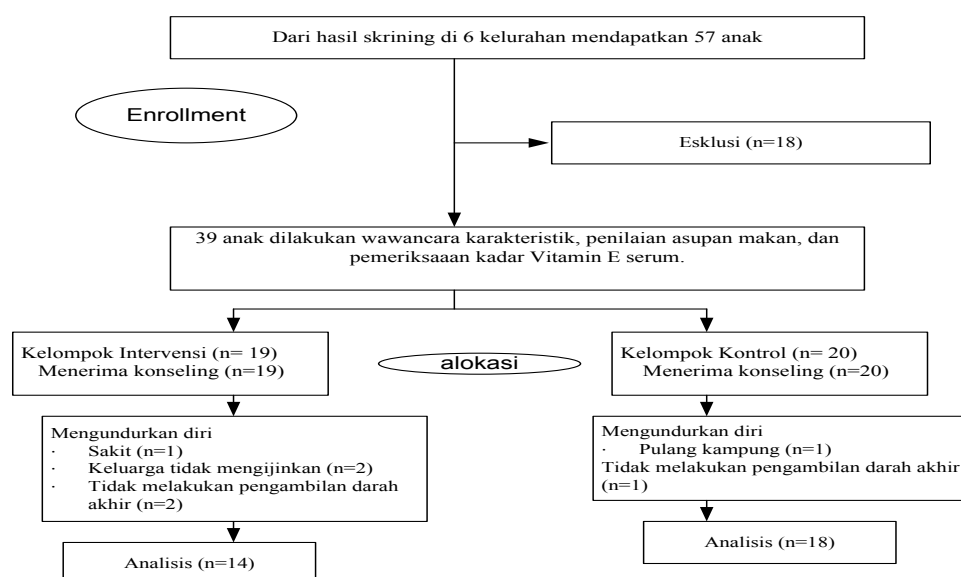 Dari hasil skrining di 6 kelurahan mendapatkan 57 anak
Enrollment
Esklusi (n=18)
39 anak dilakukan wawancara karakteristik, penilaian asupan makan, dan
pemeriksaaan kadar Vitamin E serum.
Kelompok Intervensi (n= 19)
Menerima konseling (n=19)
alokasi
Kelompok Kontrol (n= 20)
Menerima konseling (n=20)
Mengundurkan diri
· Sakit (n=1)
· Keluarga tidak mengijinkan (n=2)
· Tidak melakukan pengambilan darah
akhir (n=2)
Mengundurkan diri
· Pulang kampung (n=1)
Tidak melakukan pengambilan darah akhir
(n=1)
Analisis (n=14)
Analisis (n=18)